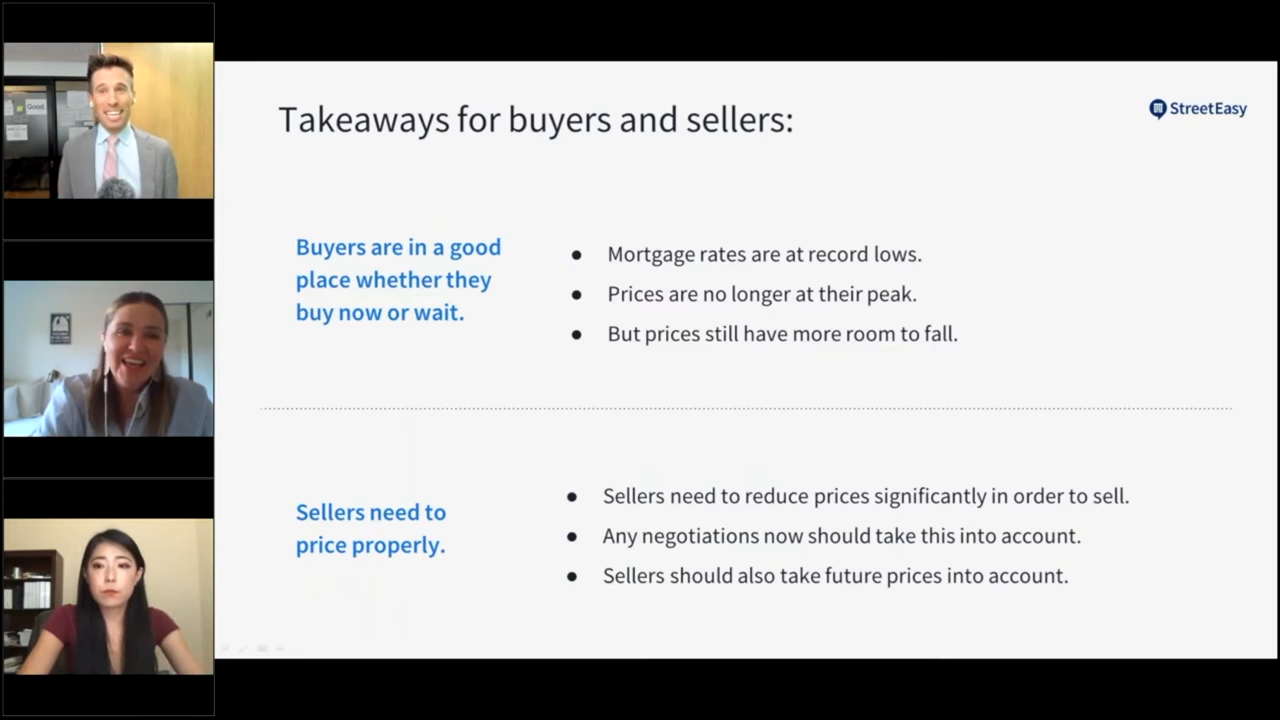 Good
Takeaways for buyers and sellers:
StreetEasy
Buyers are in a good
place whether they
buy now or wait.
● Mortgage rates are at record lows.
● Prices are no longer at their peak.
● But prices still have more room to fall.
Sellers need to
price properly.
● Sellers need to reduce prices significantly in order to sell.
● Any negotiations now should take this into account.
● Sellers should also take future prices into account.